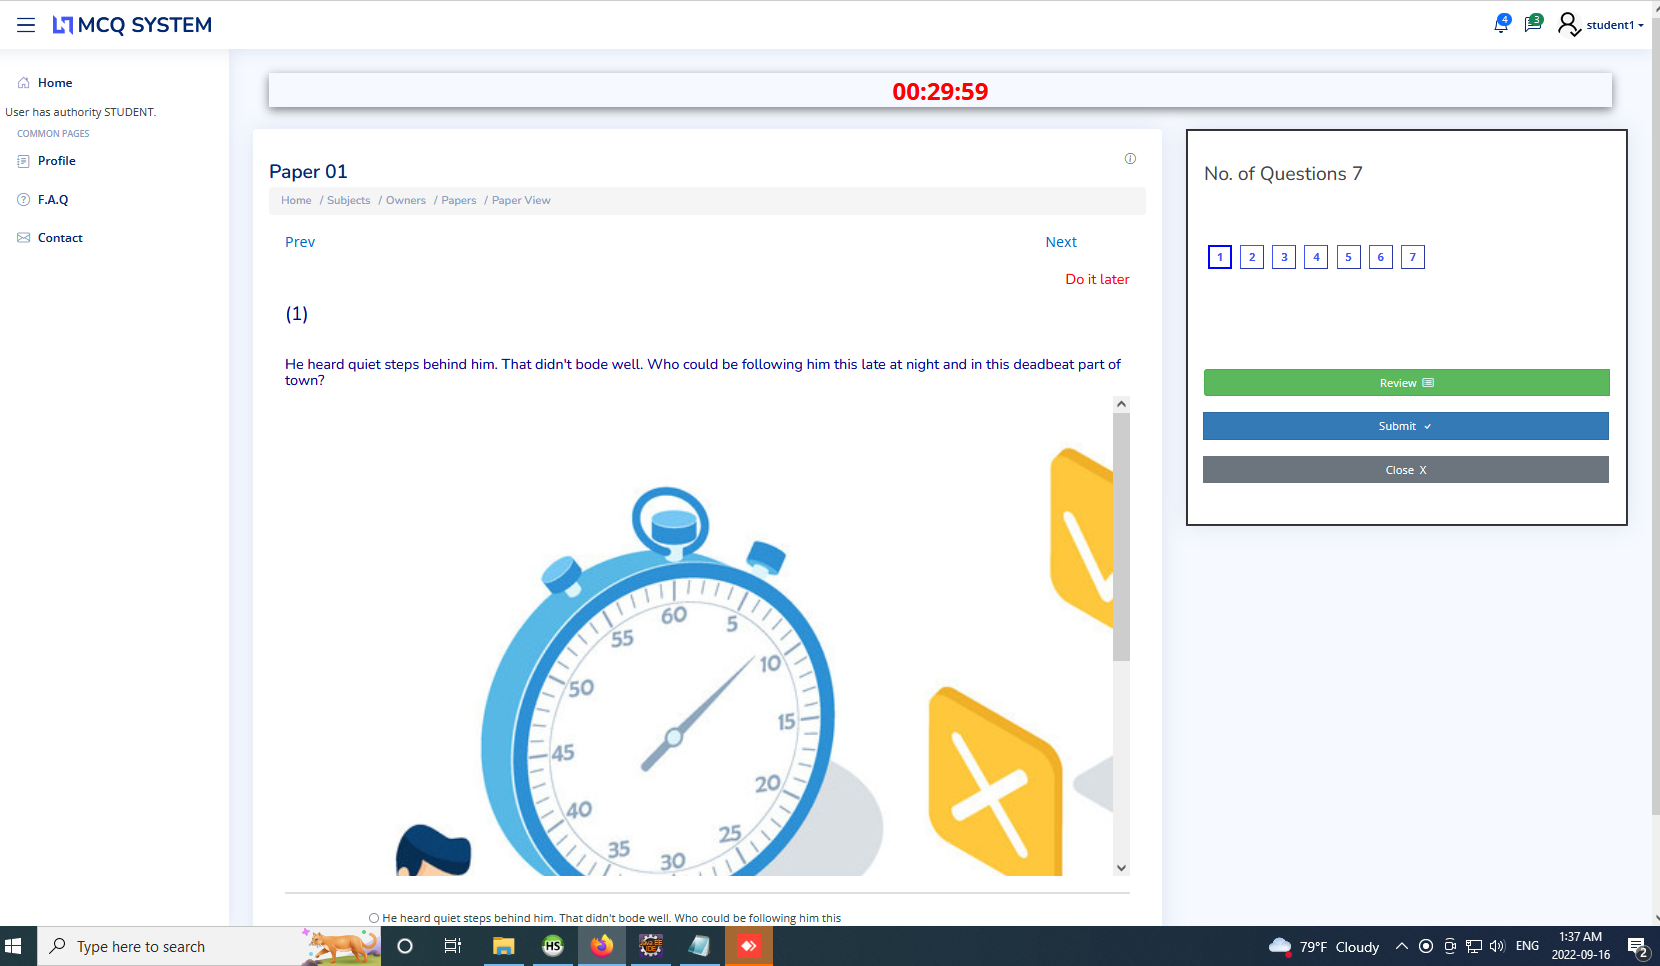 MCQ SYSTEM
4
3
student1
Home
User has authority STUDENT.
COMMON PAGES
Profile
F.A.Q
Contact
00:29:59
Paper 01
Home / Subjects / Owners / Papers / Paper View
Prev
Next
Do it later
(1)
He heard quiet steps behind him. That didn't bode well. Who could be following him this late at night and in this deadbeat part of
town?
60
5
10
15
20
25
30
35
40
45
50
55
He heard quiet steps behind him. That didn't bode well. Who could be following him this
No. of Questions 7
1 2 3 4 5 6 7
Review
Submit
Close X
Type here to search
HS
Java EE
IDE
79°F Cloudy
ENG
1:37 AM
2022-09-16
2